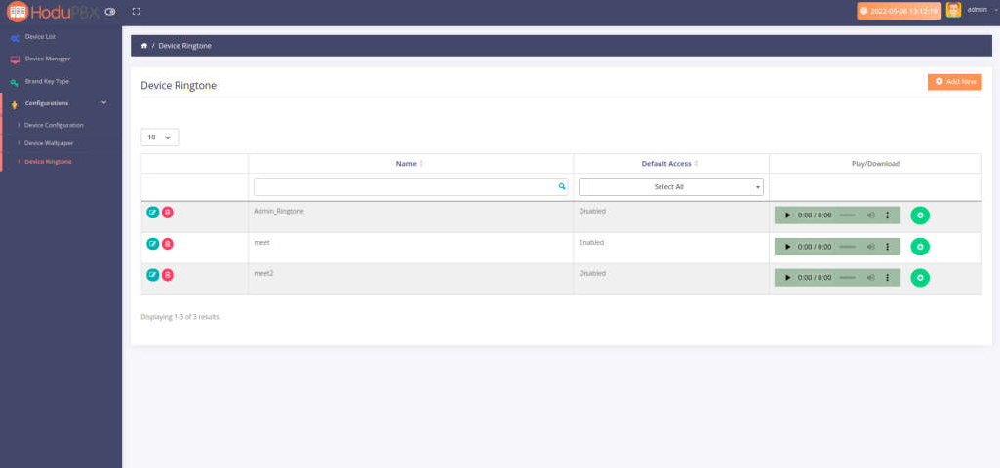 HoduPBX
2022-05-06 13:12:19
admin
Device List
Device Manager
Brand Key Type
Configurations
Device Configuration
Device Wallpaper
Device Ringtone
/ Device Ringtone
Device Ringtone
Add New
10
Name
Default Access
Play/Download
Select All
Admin_Ringtone
Disabled
0:00 / 0:00
meet
Enabled
0:00 / 0:00
meet2
Disabled
0:00 / 0:00
Displaying 1-3 of 3 results.